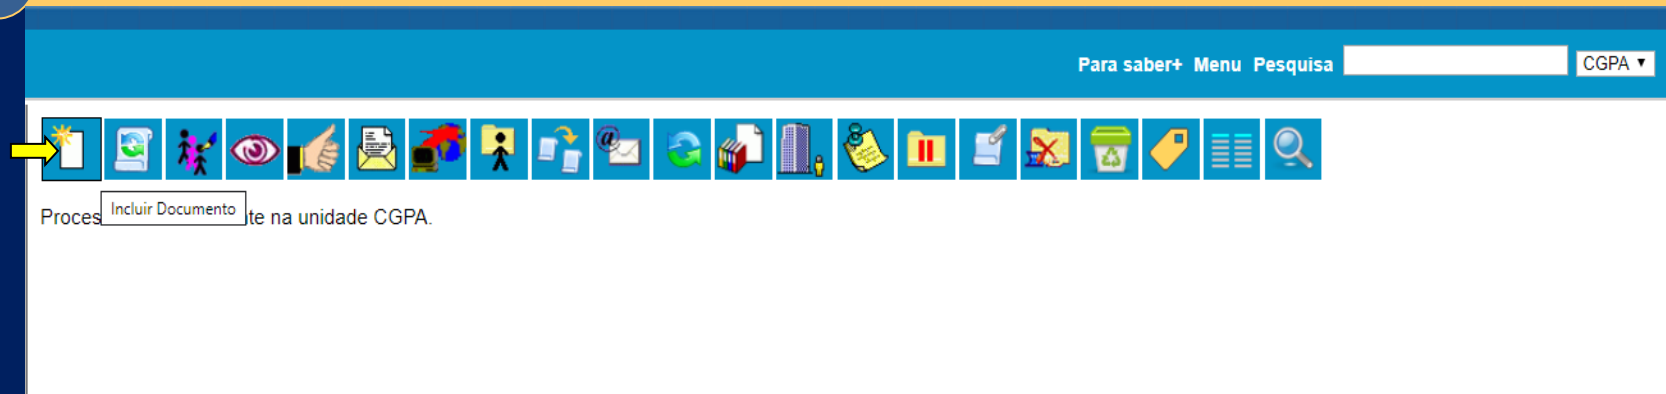 Para saber+ Menu Pesquisa CGPA
Incluir Documento
Proces te na unidade CGPA.